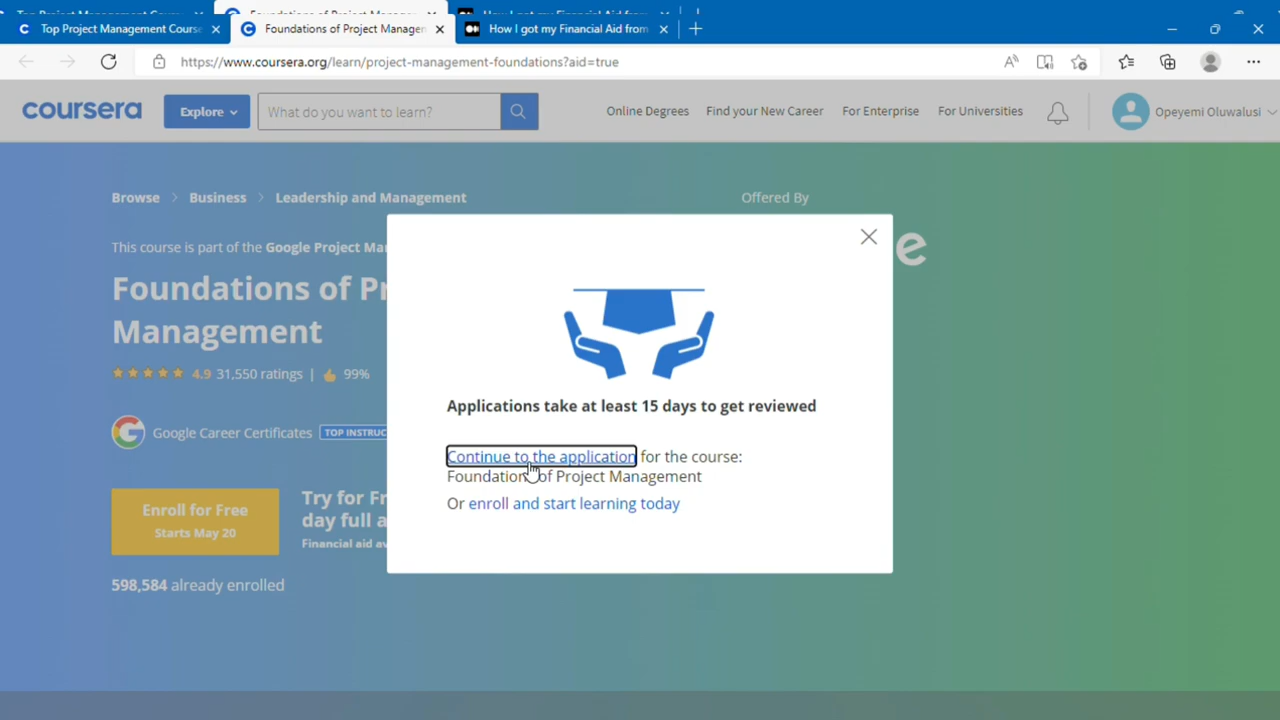 Top Project Management Course
Foundations of Project Manager
How I got my Financial Aid from
https://www.coursera.org/learn/project-management-foundations?aid=true
coursera
Explore
What do you want to learn?
Online Degrees
Find your New Career
For Enterprise
For Universities
Opeyemi Oluwalusi
Browse > Business > Leadership and Management
Offered By
This course is part of the Google Project Ma
Foundations of P
Management
4.9 31,550 ratings | 99%
Google Career Certificates TOP INSTRUC
Enroll for Free
Starts May 20
Try for Fr
day full a
Financial aid av
598,584 already enrolled
Applications take at least 15 days to get reviewed
Continue to the application for the course:
Foundation of Project Management
Or enroll and start learning today